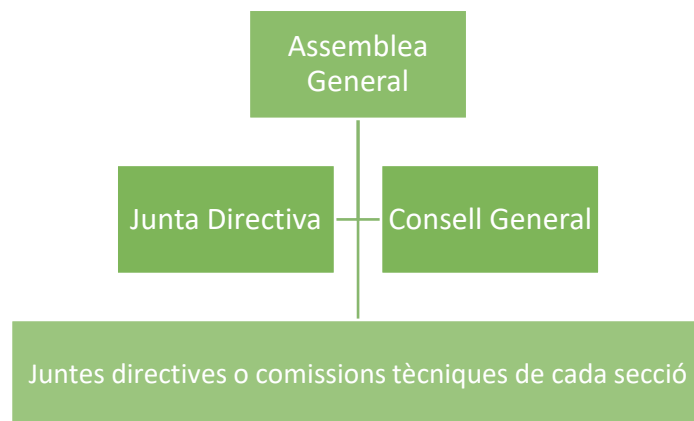 Assemblea
General
Junta Directiva
Consell General
Juntes directives o comissions tècniques de cada secció